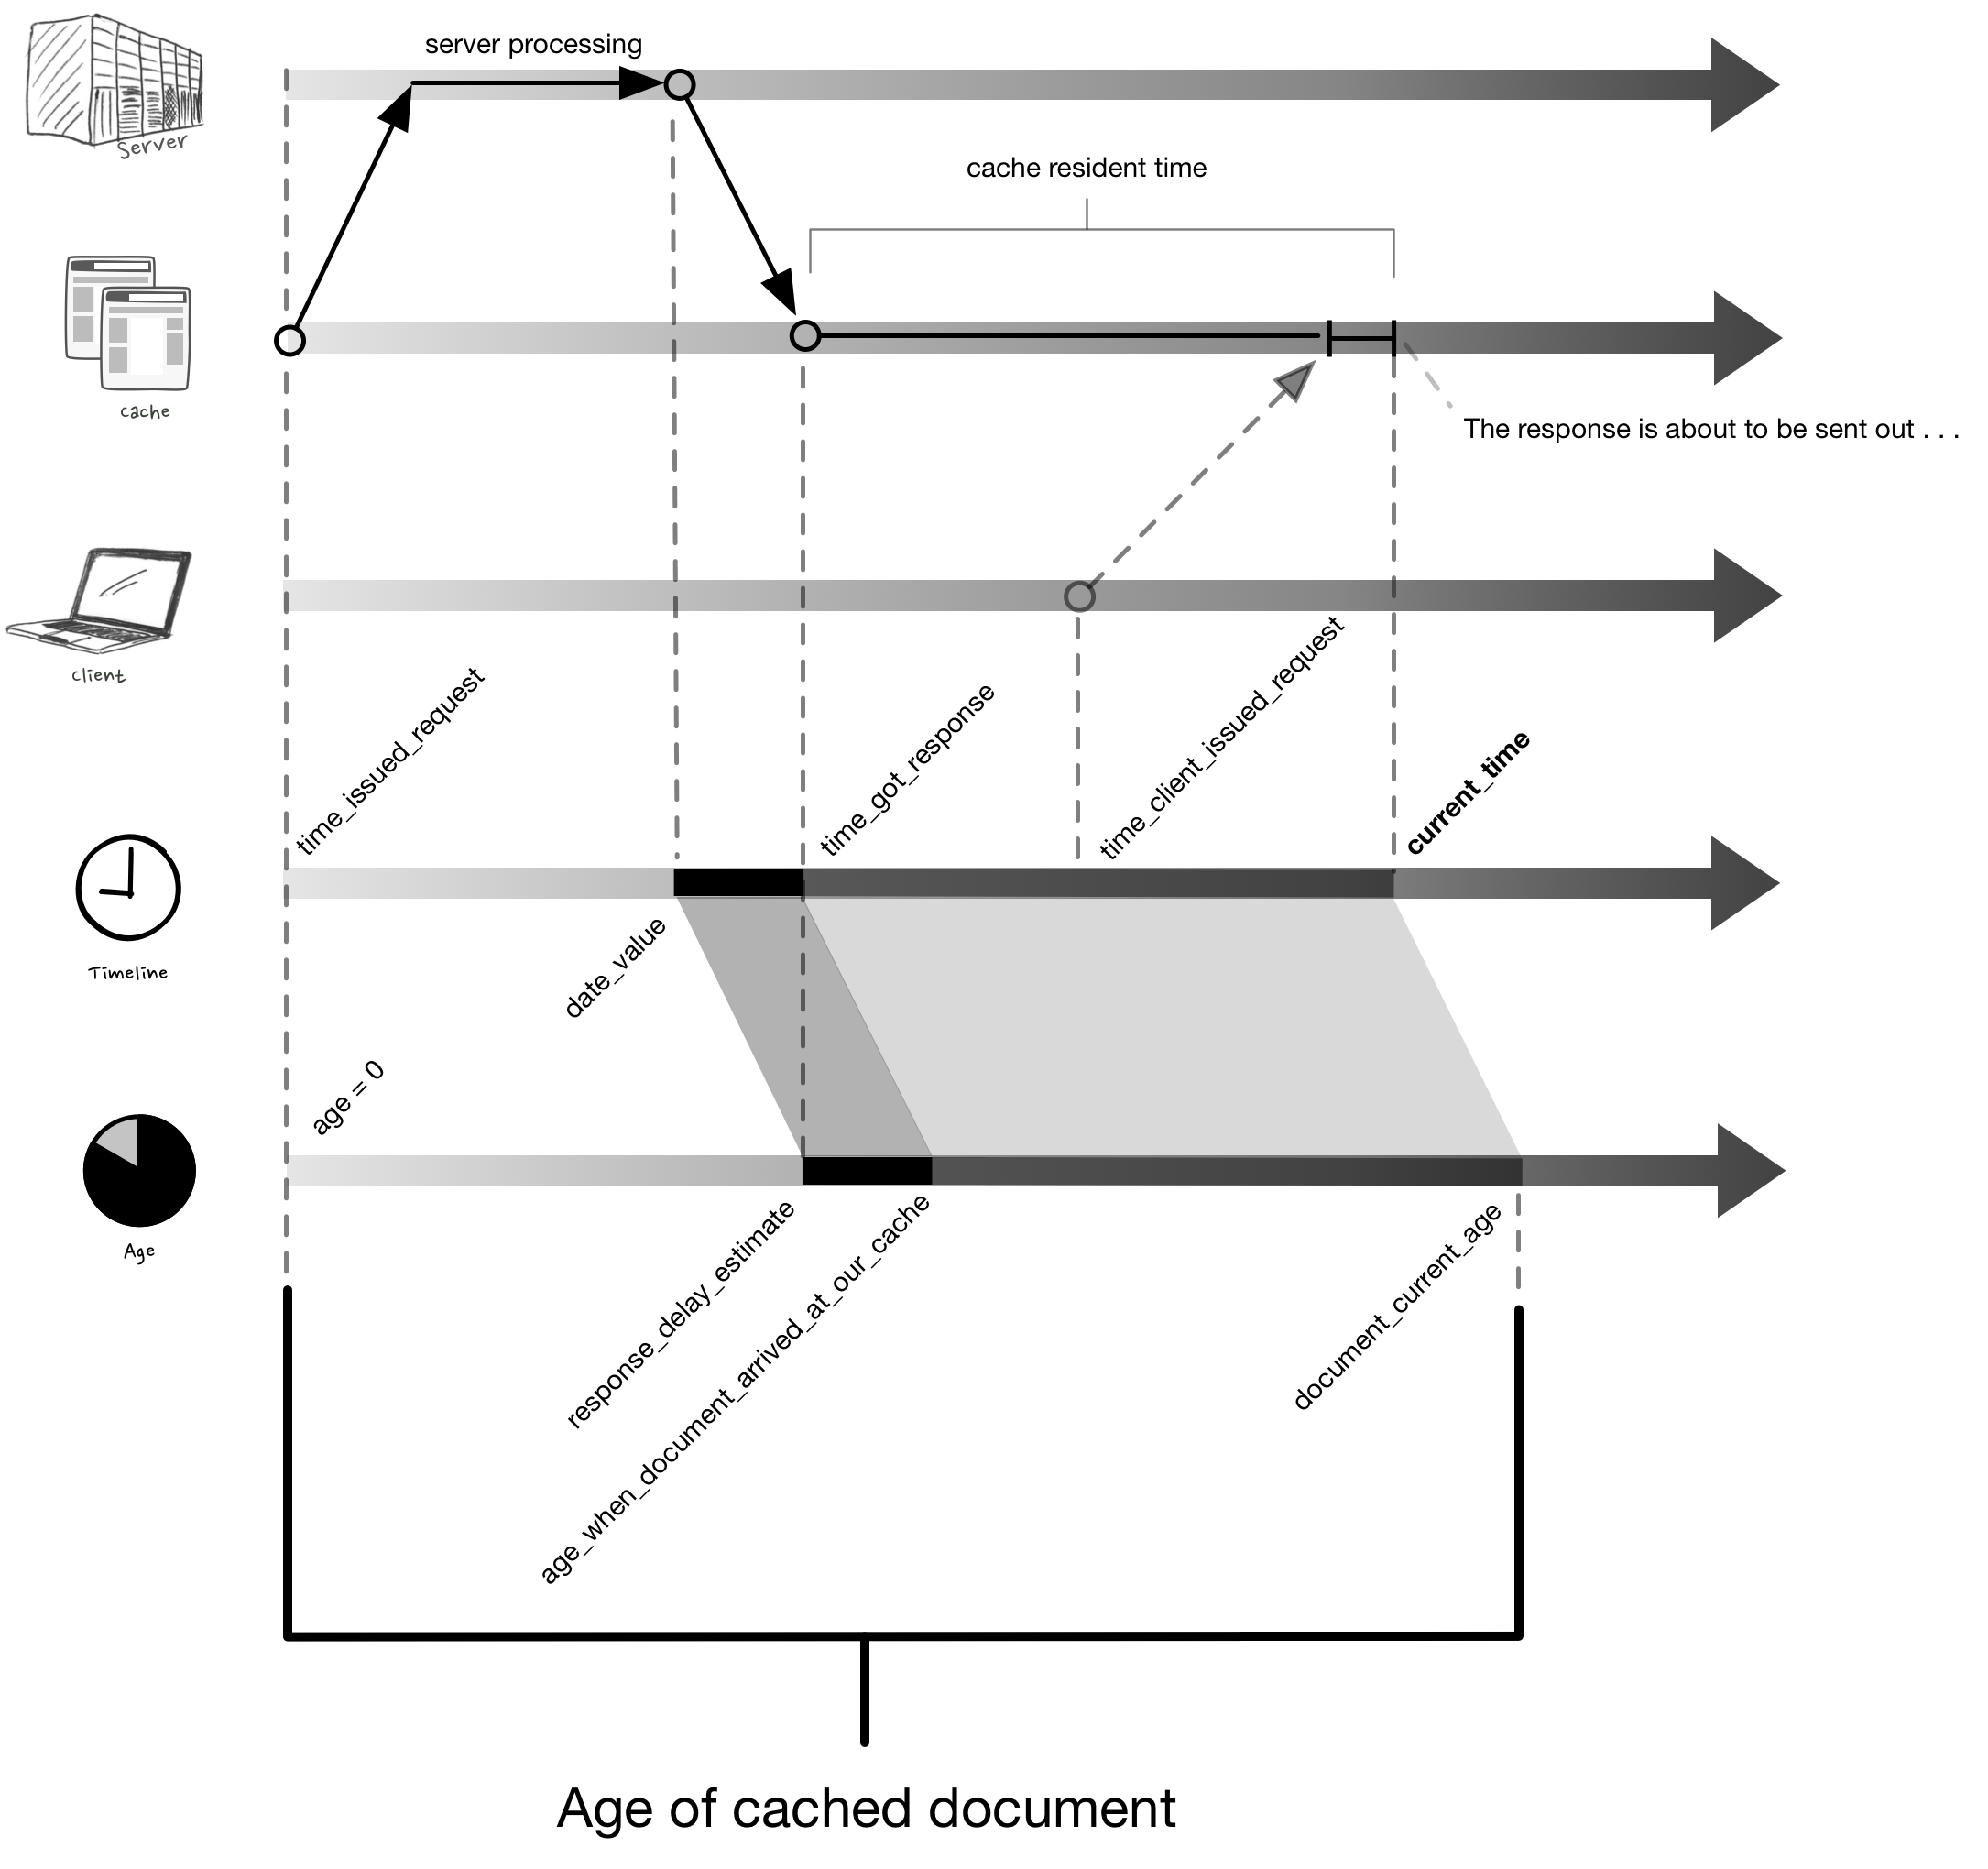 server processing
Server
cache resident time
cache
The response is about to be sent out . . .
client
time_issued_request
time_got_response
time_client_issued_request
current_time
Timeline
date_value
age = 0
Age
response_delay_estimate
age_when_document_arrived_at_our_cache
document_current_age
Age of cached document